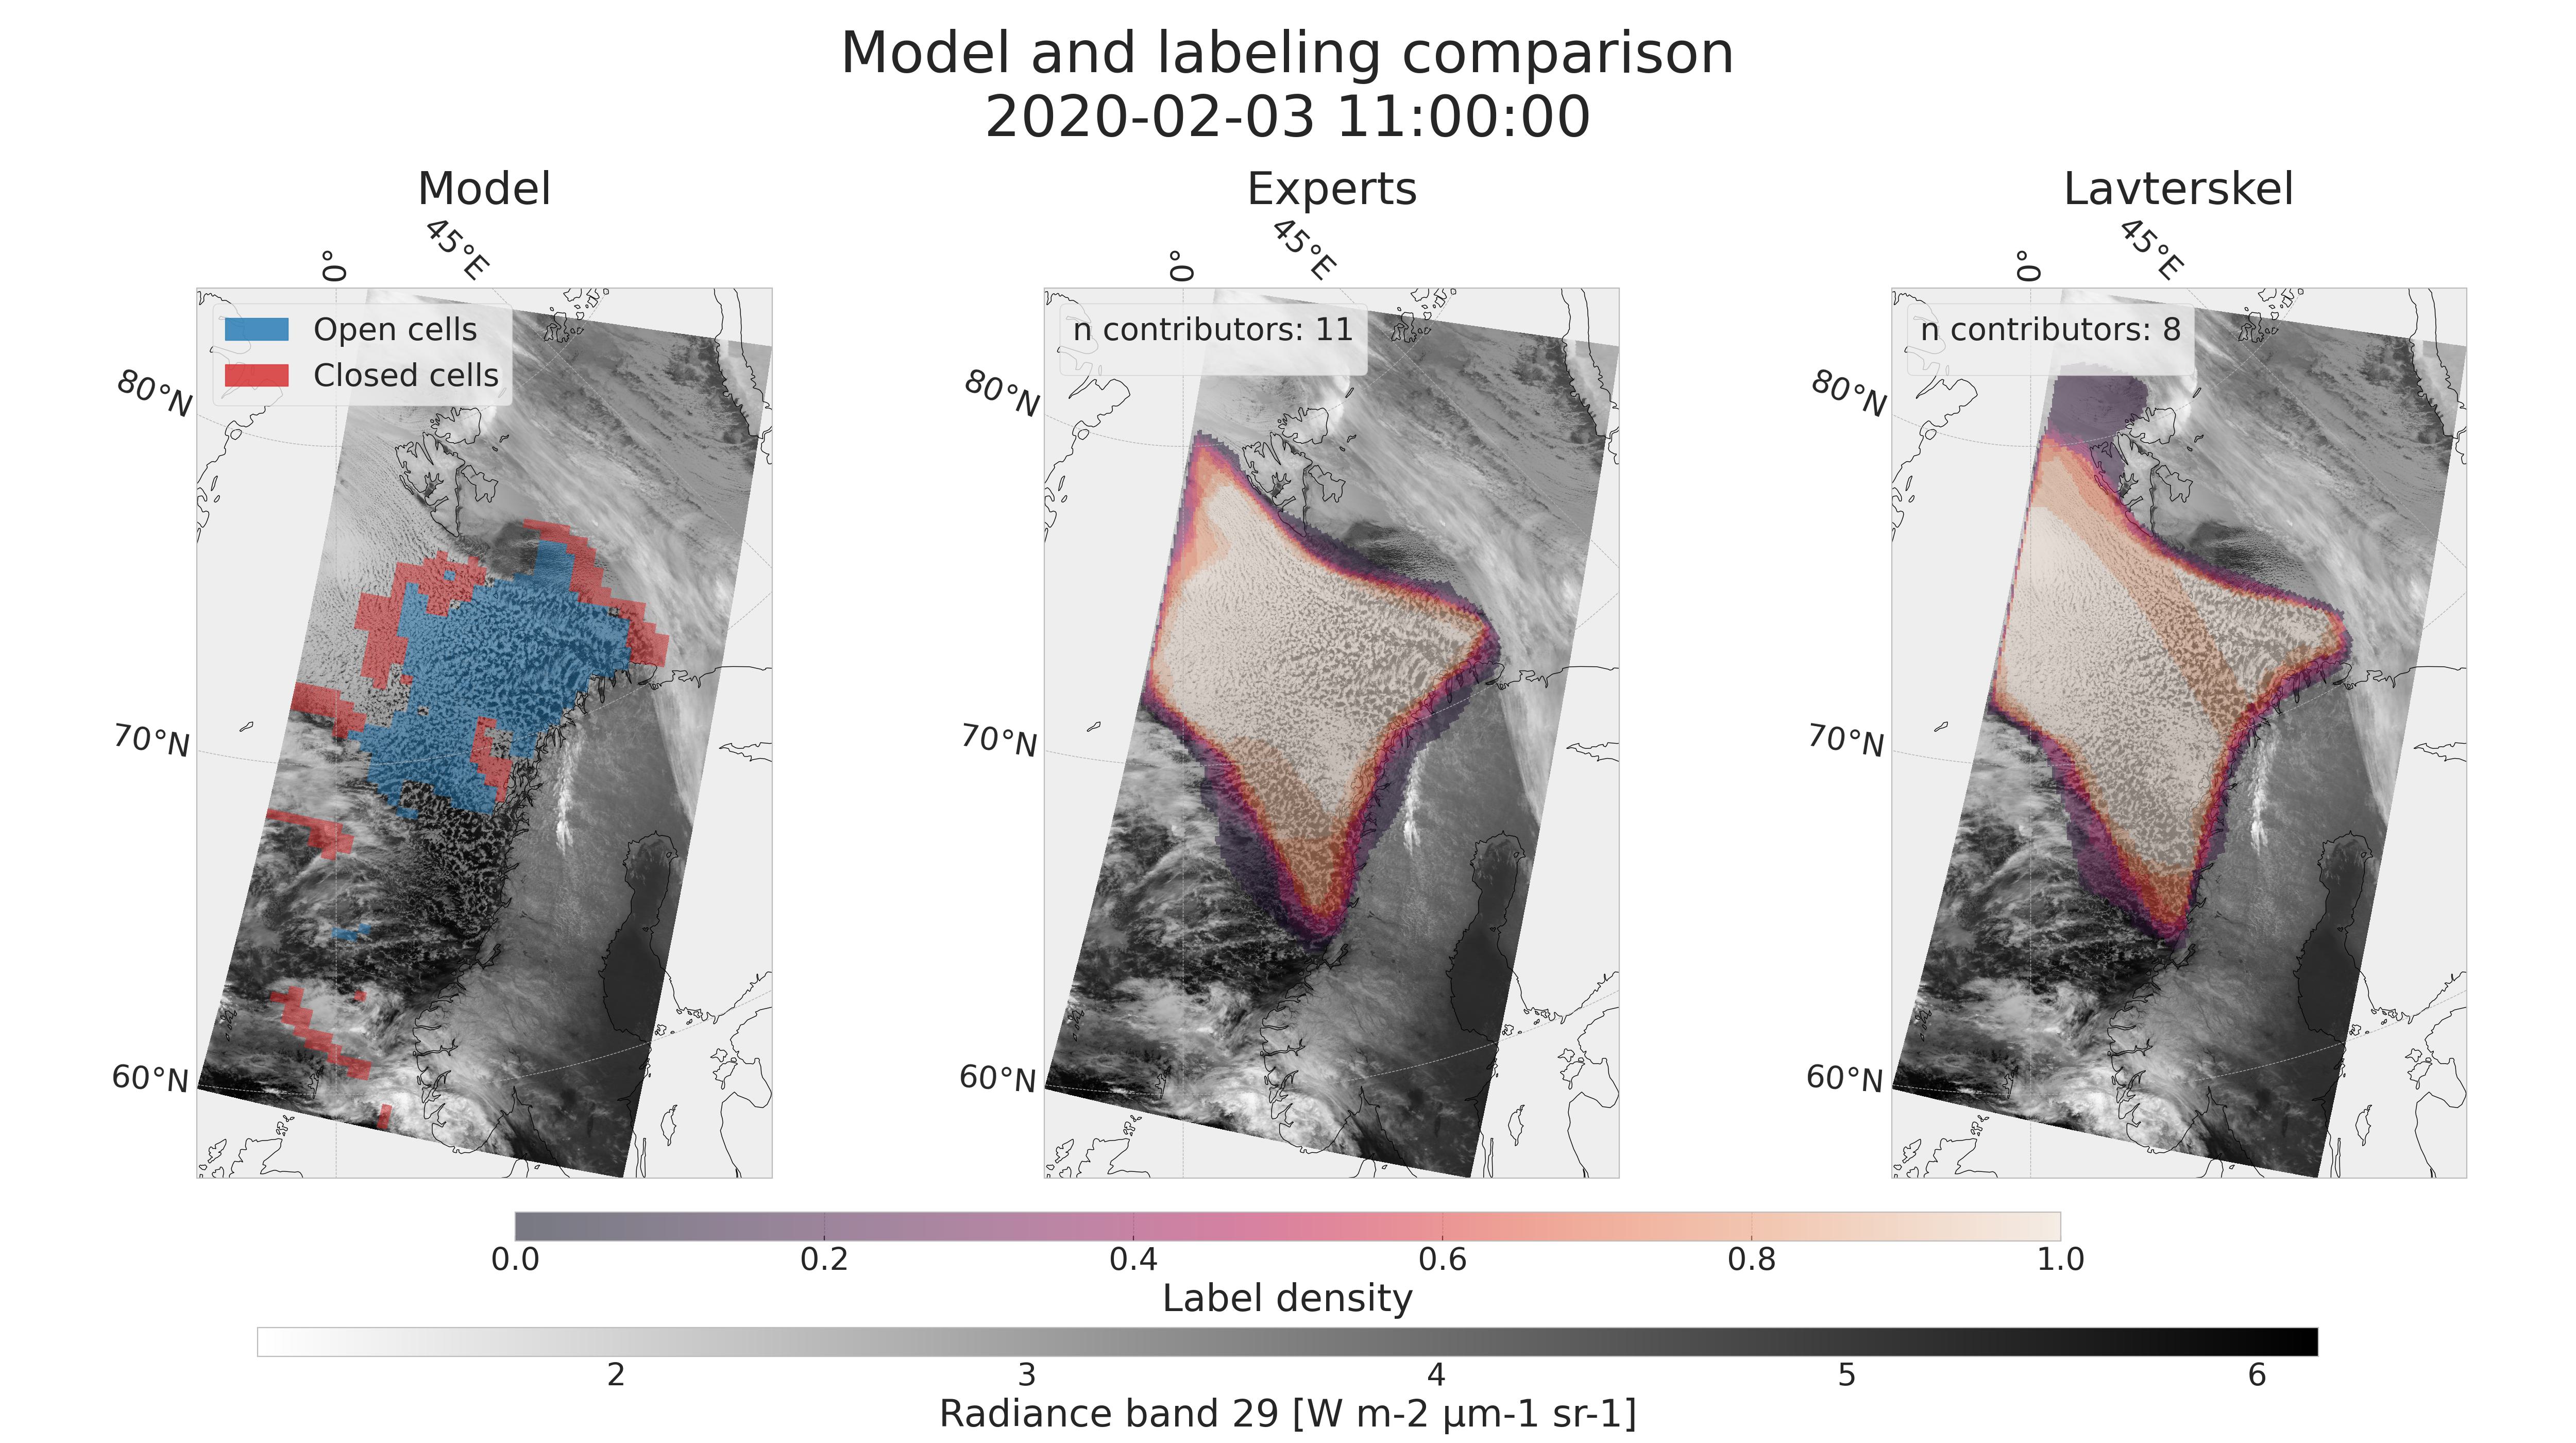 Model and labeling comparison
2020-02-03 11:00:00
Model
Experts
Lavterskel
0°
45°E
0°
45°E
0°
45°E
Open cells
Closed cells
n contributors: 11
n contributors: 8
80°N
80°N
80°N
70°N
70°N
70°N
60°N
60°N
60°N
0.0
0.2
0.4
0.6
0.8
1.0
Label density
2
3
4
5
6
Radiance band 29 [W m-2 μm-1 sr-1]